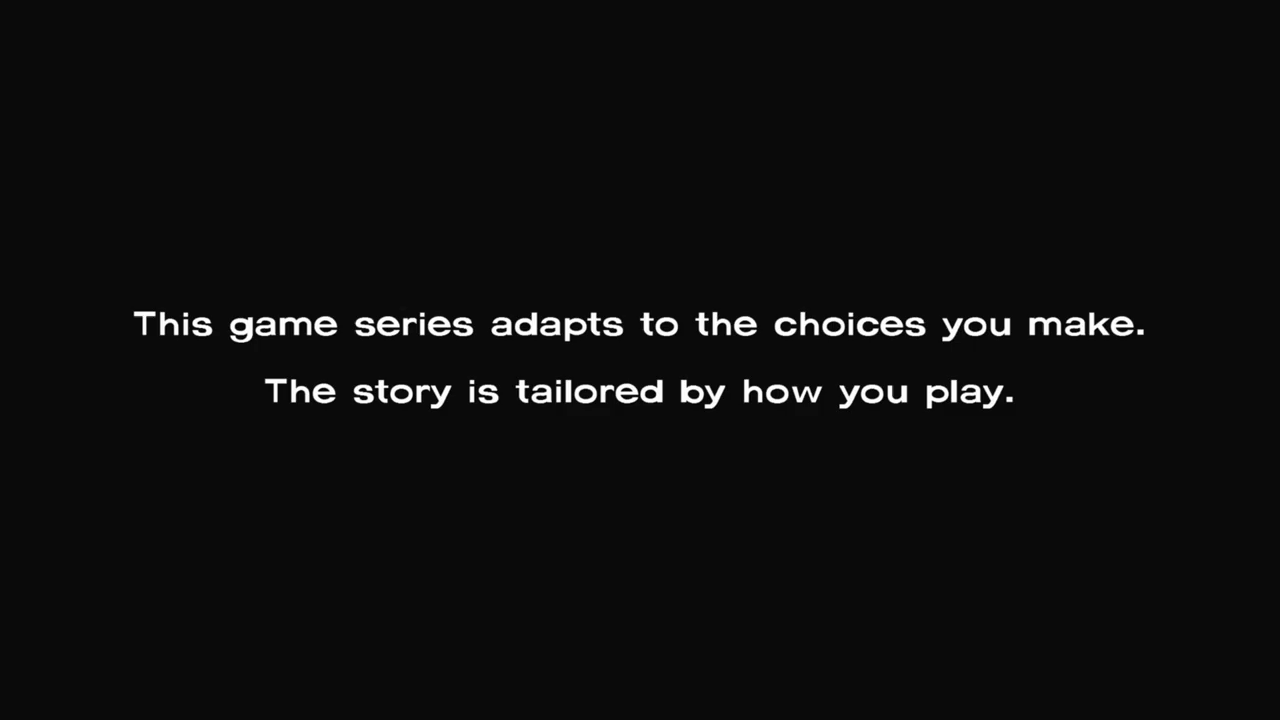 This game series adapts to the choices you make.
The story is tailored by how you play.